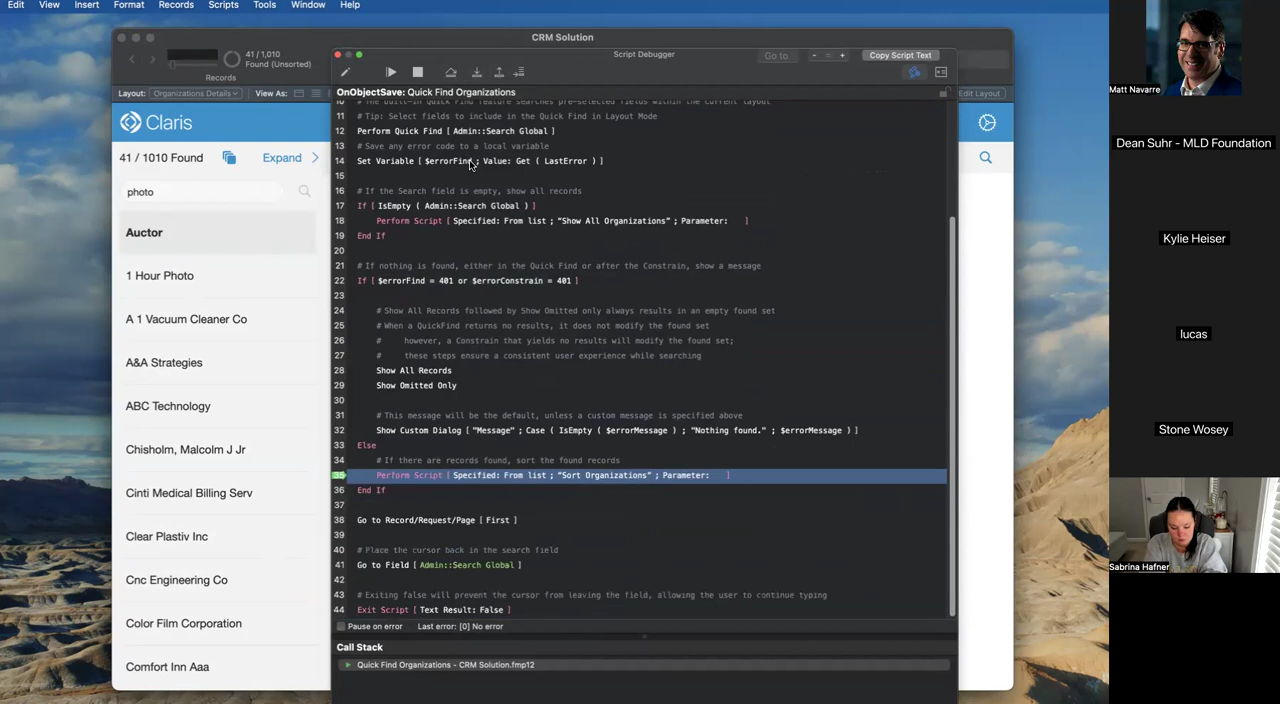 Edit View Insert Format Records Scripts Tools Window Help
CRM Solution
41 / 1,010
Found (Unsorted)
Records
Layout: Organizations Details View As: Edit Layout
Claris
41 / 1010 Found Expand
photo
Auctor
1 Hour Photo
A 1 Vacuum Cleaner Co
A&A Strategies
ABC Technology
Chisholm, Malcolm J Jr
Cinti Medical Billing Serv
Clear Plastiv Inc
Cnc Engineering Co
Color Film Corporation
Comfort Inn Aaa
Script Debugger
Go to - = + Copy Script Text
OnObjectSave: Quick Find Organizations
10 # The built-in Quick Find feature searches pre-selected fields within the current layout
11 # Tip: Select fields to include in the Quick Find in Layout Mode
12 Perform Quick Find [ Admin::Search Global ]
13 # Save any error code to a local variable
14 Set Variable [ $errorFind ; Value: Get ( LastError ) ]
15
16 # If the Search field is empty, show all records
17 If [ IsEmpty ( Admin::Search Global ) ]
18 Perform Script [ Specified: From list ; "Show All Organizations" ; Parameter: ]
19 End If
20
21 # If nothing is found, either in the Quick Find or after the Constrain, show a message
22 If [ $errorFind = 401 or $errorConstrain = 401 ]
23
24 # Show All Records followed by Show Omitted only always results in an empty found set
25 # When a QuickFind returns no results, it does not modify the found set
26 # however, a Constrain that yields no results will modify the found set;
27 # these steps ensure a consistent user experience while searching
28 Show All Records
29 Show Omitted Only
30
31 # This message will be the default, unless a custom message is specified above
32 Show Custom Dialog [ "Message" ; Case ( IsEmpty ( $errorMessage ) ; "Nothing found." ; $errorMessage ) ]
33 Else
34 # If there are records found, sort the found records
35 Perform Script [ Specified: From list ; "Sort Organizations" ; Parameter: ]
36 End If
37
38 Go to Record/Request/Page [ First ]
39
40 # Place the cursor back in the search field
41 Go to Field [ Admin::Search Global ]
42
43 # Exiting false will prevent the cursor from leaving the field, allowing the user to continue typing
44 Exit Script [ Text Result: False ]
Pause on error Last error: [0] No error
Call Stack
Quick Find Organizations - CRM Solution.fmp12
Matt Navarre
Dean Suhr - MLD Foundation
Kylie Heiser
lucas
Stone Wosey
Sabrina Hafner